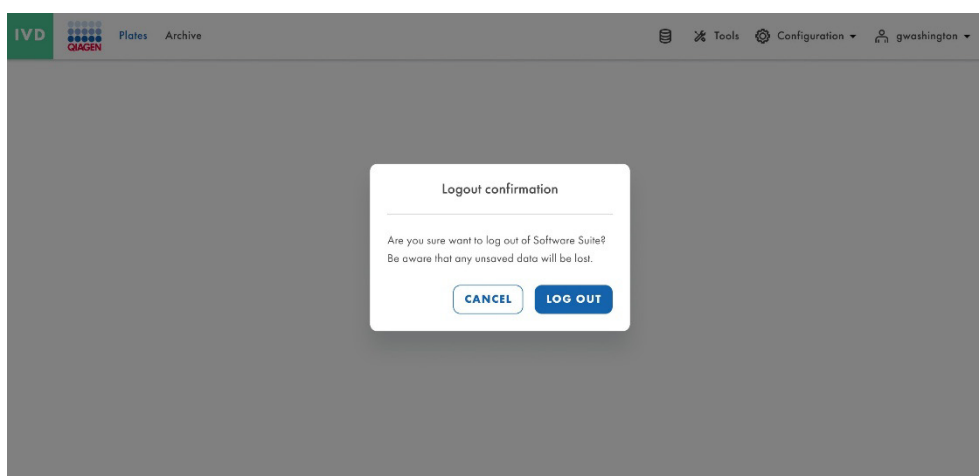 IVD
QIAGEN
Plates Archive
Tools Configuration gwashington
Logout confirmation
Are you sure want to log out of Software Suite?
Be aware that any unsaved data will be lost.
CANCEL LOG OUT